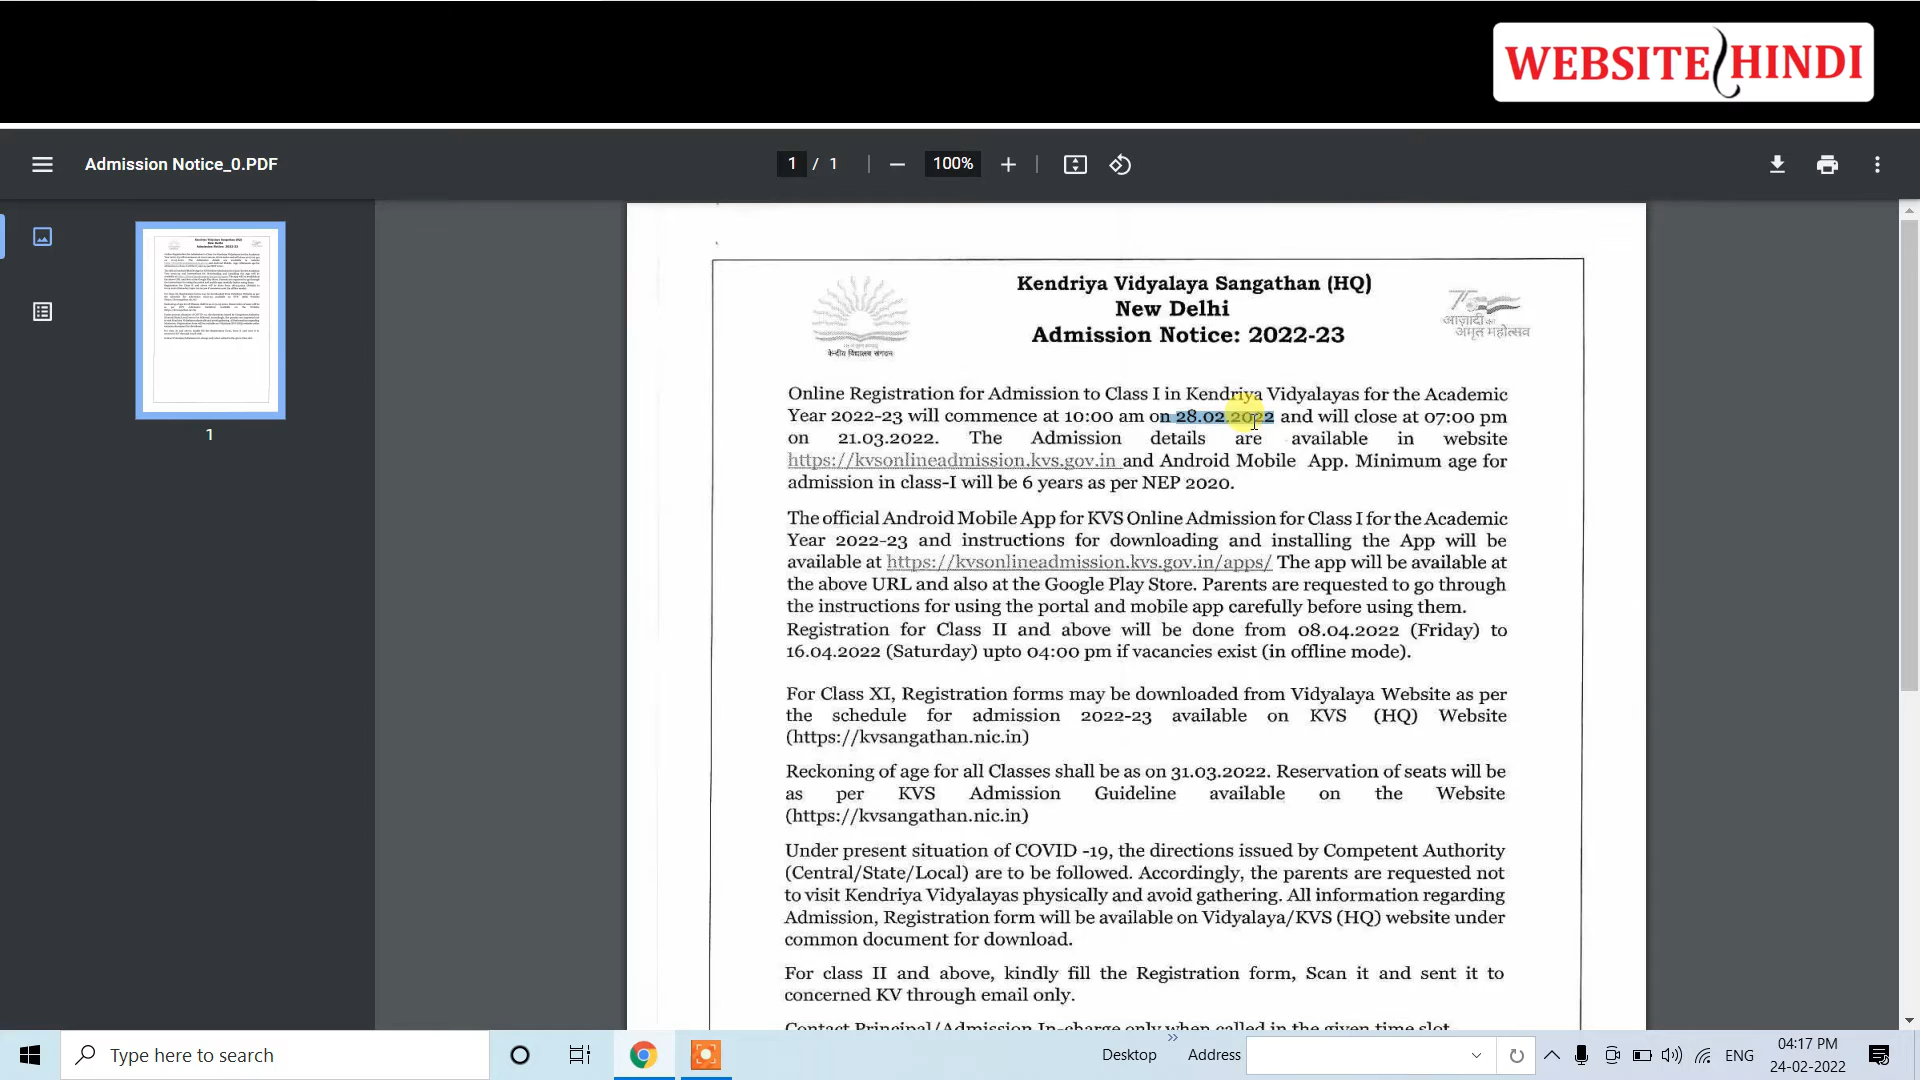 WEBSITE HINDI
Admission Notice_0.PDF
1 / 1
100%
1
Kendriya Vidyalaya Sangathan (HQ)
New Delhi
Admission Notice: 2022-23
केन्द्रीय विद्यालय संगठन
आज़ादी का
अमृत महोत्सव
Online Registration for Admission to Class I in Kendriya Vidyalayas for the Academic
Year 2022-23 will commence at 10:00 am on 28.02.2022 and will close at 07:00 pm
on 21.03.2022. The Admission details are available in website
https://kvsonlineadmission.kvs.gov.in and Android Mobile App. Minimum age for
admission in class-I will be 6 years as per NEP 2020.
The official Android Mobile App for KVS Online Admission for Class I for the Academic
Year 2022-23 and instructions for downloading and installing the App will be
available at https://kvsonlineadmission.kvs.gov.in/apps/ The app will be available at
the above URL and also at the Google Play Store. Parents are requested to go through
the instructions for using the portal and mobile app carefully before using them.
Registration for Class II and above will be done from 08.04.2022 (Friday) to
16.04.2022 (Saturday) upto 04:00 pm if vacancies exist (in offline mode).
For Class XI, Registration forms may be downloaded from Vidyalaya Website as per
the schedule for admission 2022-23 available on KVS (HQ) Website
(https://kvsangathan.nic.in)
Reckoning of age for all Classes shall be as on 31.03.2022. Reservation of seats will be
as per KVS Admission Guideline available on the Website
(https://kvsangathan.nic.in)
Under present situation of COVID -19, the directions issued by Competent Authority
(Central/State/Local) are to be followed. Accordingly, the parents are requested not
to visit Kendriya Vidyalayas physically and avoid gathering. All information regarding
Admission, Registration form will be available on Vidyalaya/KVS (HQ) website under
common document for download.
For class II and above, kindly fill the Registration form, Scan it and sent it to
concerned KV through email only.
Contact Principal/Admission In-charge only when called in the given time slot
Type here to search
Desktop
Address
ENG
04:17 PM
24-02-2022